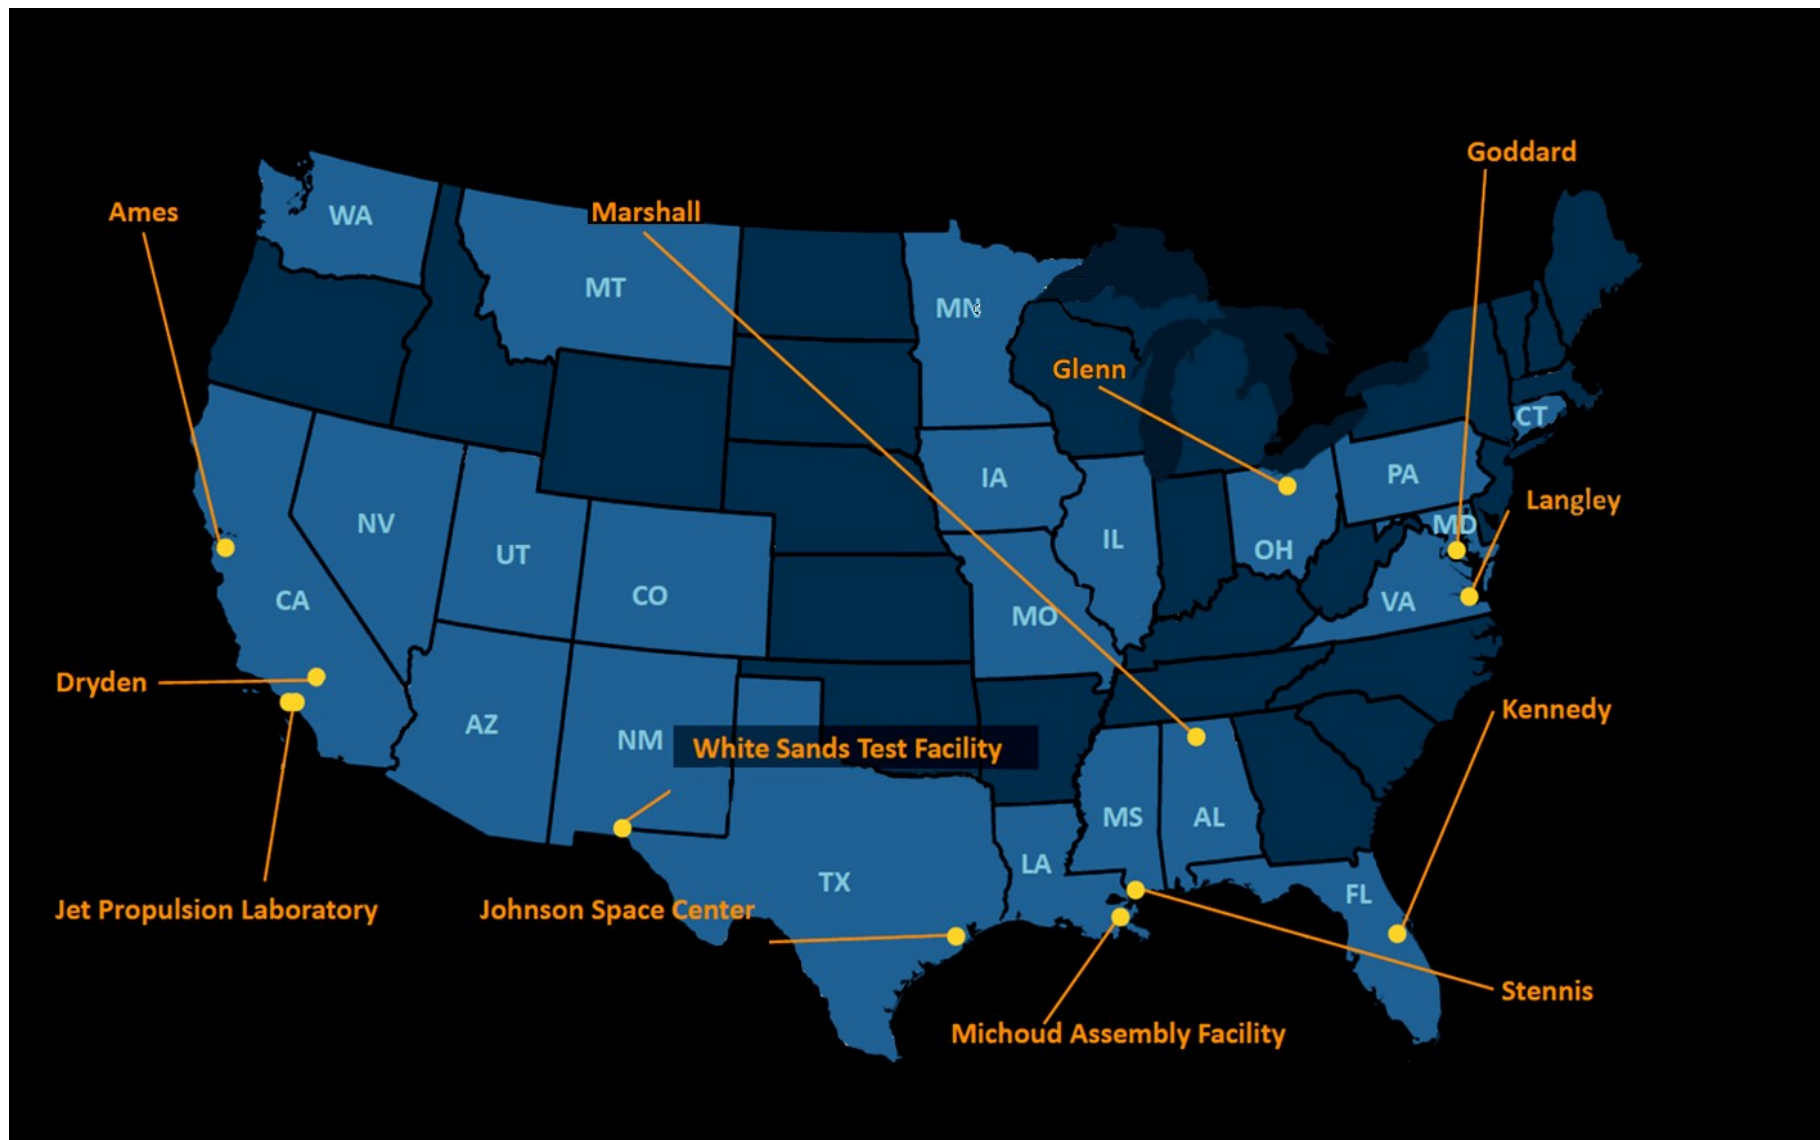 Goddard
Ames
Marshall
WA
MT
MN
Glenn
CT
IA
PA
Langley
NV
MD
IL
UT
OH
CO
CA
VA
MO
Dryden
Kennedy
AZ
NM
White Sands Test Facility
MS
AL
LA
TX
FL
Jet Propulsion Laboratory
Johnson Space Center
Stennis
Michoud Assembly Facility